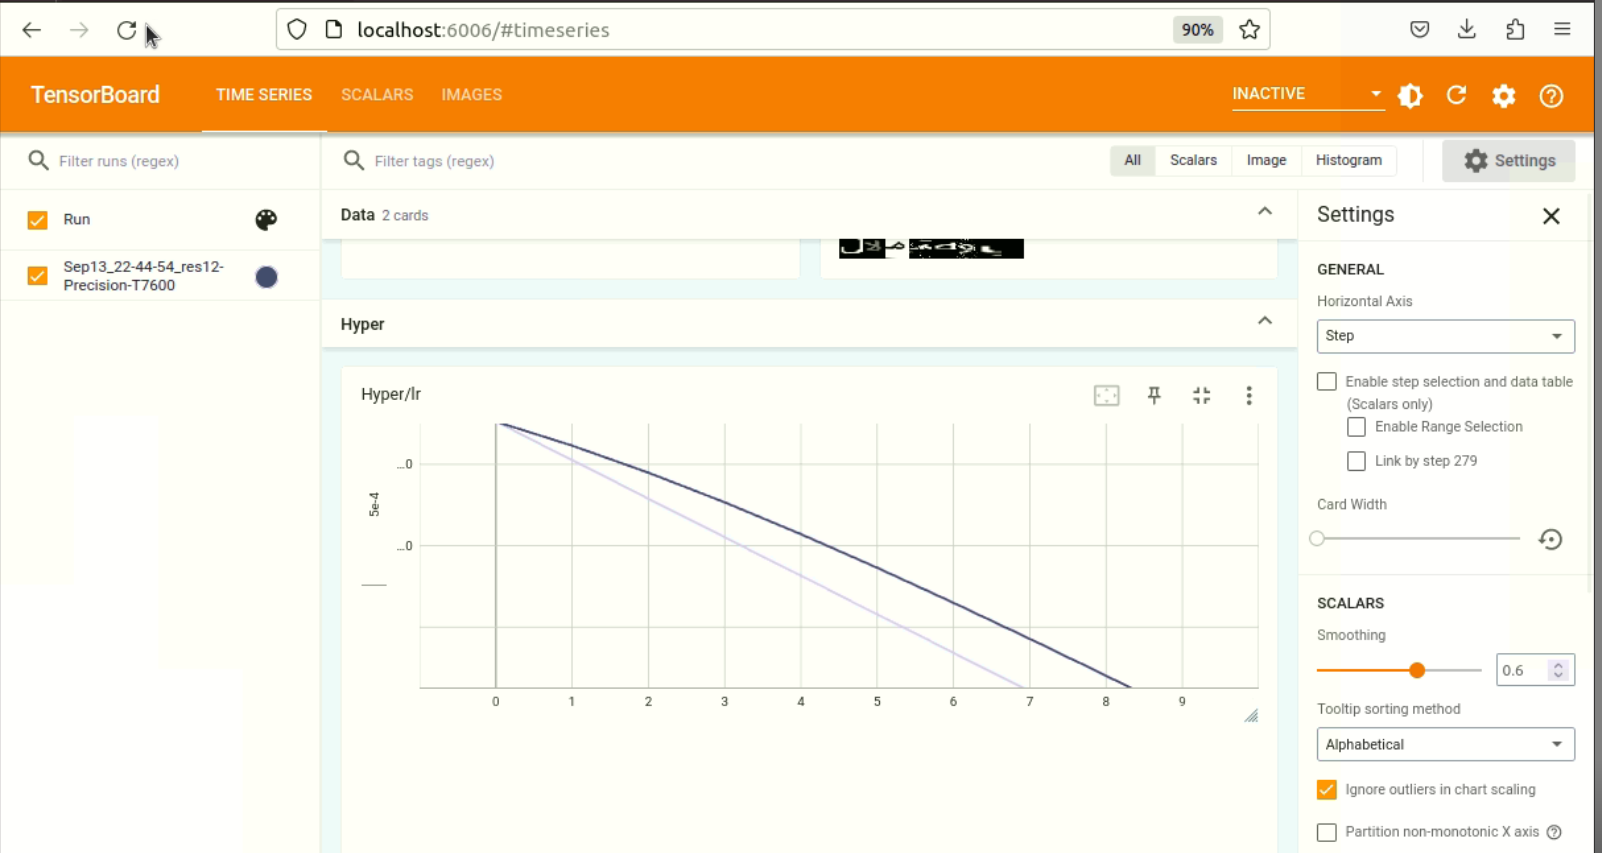 localhost:6006/#timeseries
90%
TensorBoard
TIME SERIES
SCALARS
IMAGES
INACTIVE
Filter runs (regex)
Filter tags (regex)
All
Scalars
Image
Histogram
Settings
Run
Sep13_22-44-54_res12-
Precision-T7600
Data 2 cards
Hyper
Hyper/lr
...0
5e-4
...0
0 1 2 3 4 5 6 7 8 9
Settings
GENERAL
Horizontal Axis
Step
Enable step selection and data table
(Scalars only)
Enable Range Selection
Link by step 279
Card Width
SCALARS
Smoothing
0.6
Tooltip sorting method
Alphabetical
Ignore outliers in chart scaling
Partition non-monotonic X axis